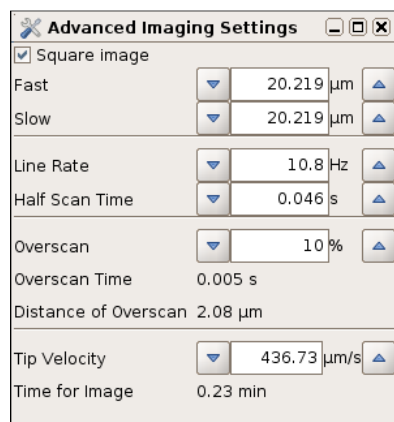 Advanced Imaging Settings
Square image
Fast 20.219 μm
Slow 20.219 μm
Line Rate 10.8 Hz
Half Scan Time 0.046 s
Overscan 10 %
Overscan Time 0.005 s
Distance of Overscan 2.08 μm
Tip Velocity 436.73 μm/s
Time for Image 0.23 min